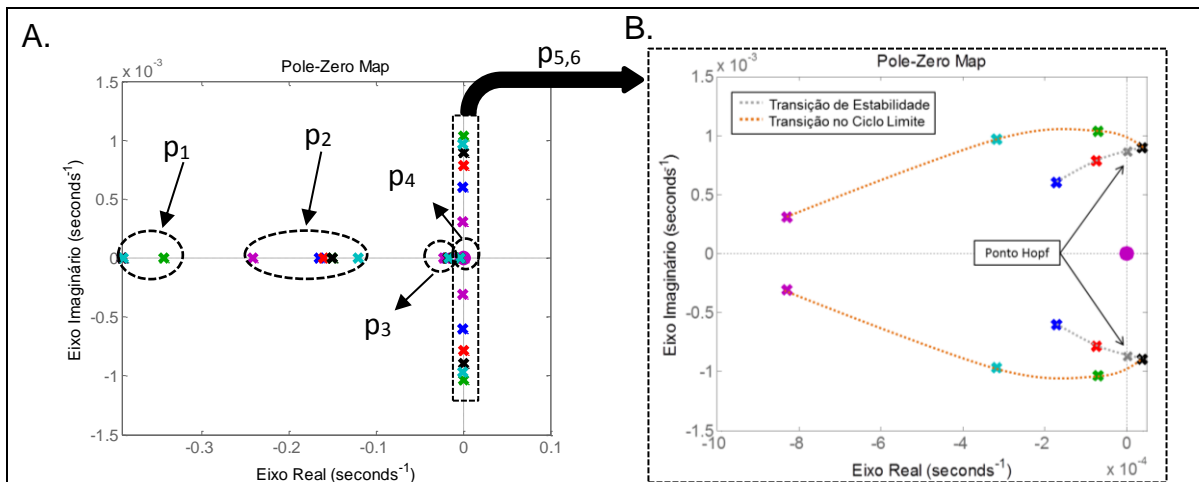 A.
Pole-Zero Map
x 10⁻³
1.5
1
0.5
0
-0.5
-1
-1.5
Eixo Imaginário (seconds⁻¹)
-0.3
-0.2
-0.1
0
0.1
Eixo Real (seconds⁻¹)
p₁
p₂
p₃
p₄
p₅,₆
B.
Pole-Zero Map
x 10⁻³
1.5
1
0.5
0
-0.5
-1
-1.5
Eixo Imaginário (seconds⁻¹)
Transição de Estabilidade
Transição no Ciclo Limite
Ponto Hopf
-10
-8
-6
-4
-2
0
x 10⁻⁴
Eixo Real (seconds⁻¹)